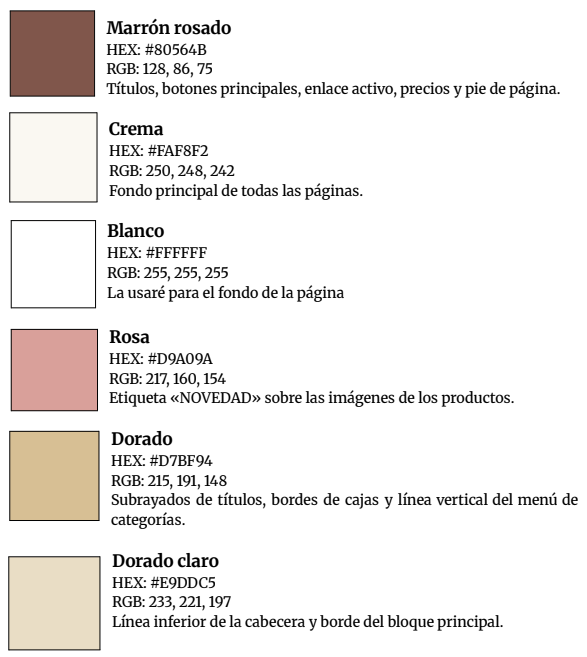 Marrón rosado
HEX: #80564B
RGB: 128, 86, 75
Títulos, botones principales, enlace activo, precios y pie de página.
Crema
HEX: #FAF8F2
RGB: 250, 248, 242
Fondo principal de todas las páginas.
Blanco
HEX: #FFFFFF
RGB: 255, 255, 255
La usaré para el fondo de la página
Rosa
HEX: #D9A09A
RGB: 217, 160, 154
Etiqueta «NOVEDAD» sobre las imágenes de los productos.
Dorado
HEX: #D7BF94
RGB: 215, 191, 148
Subrayados de títulos, bordes de cajas y línea vertical del menú de
categorías.
Dorado claro
HEX: #E9DDC5
RGB: 233, 221, 197
Línea inferior de la cabecera y borde del bloque principal.